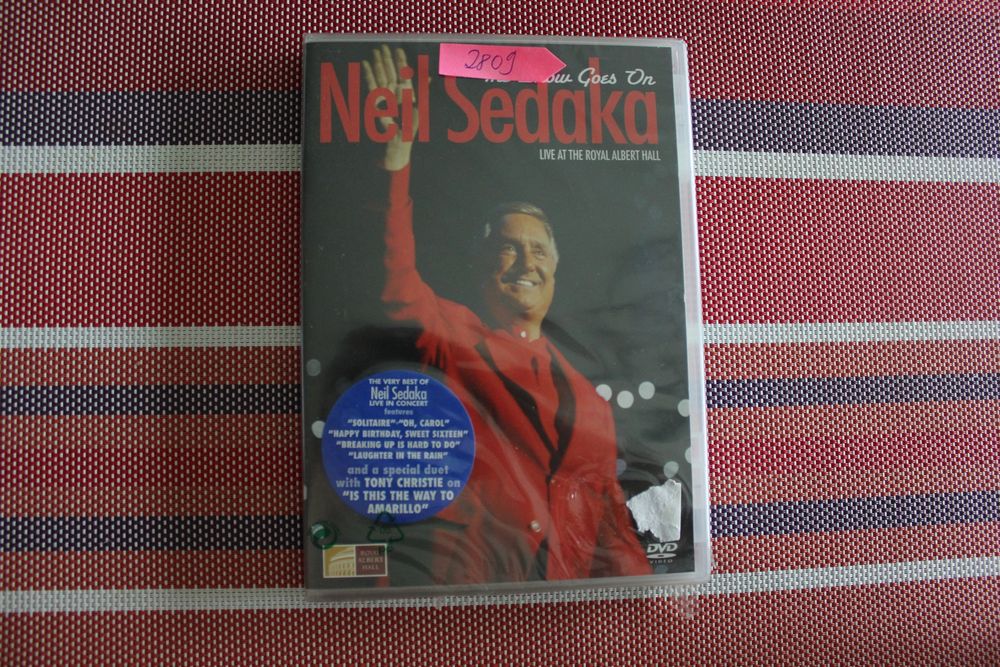 2809
Show Goes On
Neil Sedaka
LIVE AT THE ROYAL ALBERT HALL
THE VERY BEST OF
Neil Sedaka
LIVE IN CONCERT
features
"SOLITAIRE" "OH, CAROL"
"HAPPY BIRTHDAY, SWEET SIXTEEN"
"BREAKING UP IS HARD TO DO"
"LAUGHTER IN THE RAIN"
and a special duet
with TONY CHRISTIE on
"IS THIS THE WAY TO
AMARILLO"
ROYAL
ALBERT
HALL
DVD
VIDEO